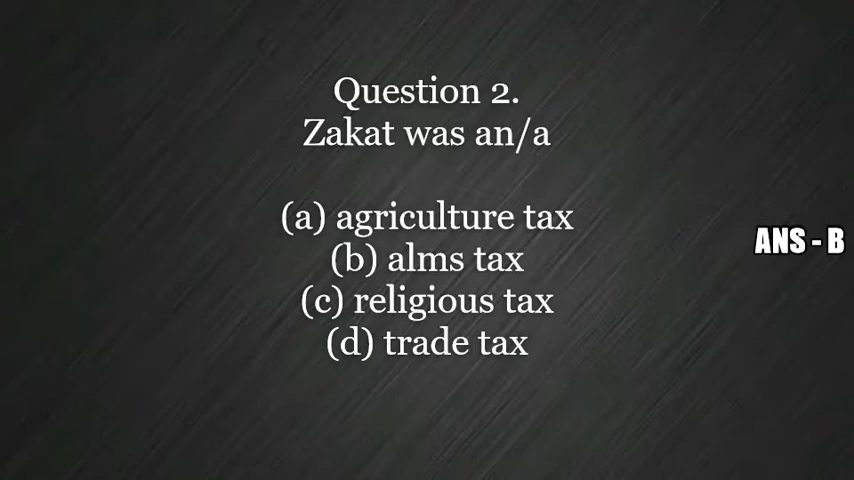 Question 2.
Zakat was an/a
(a) agriculture tax
(b) alms tax
(c) religious tax
(d) trade tax
ANS - B